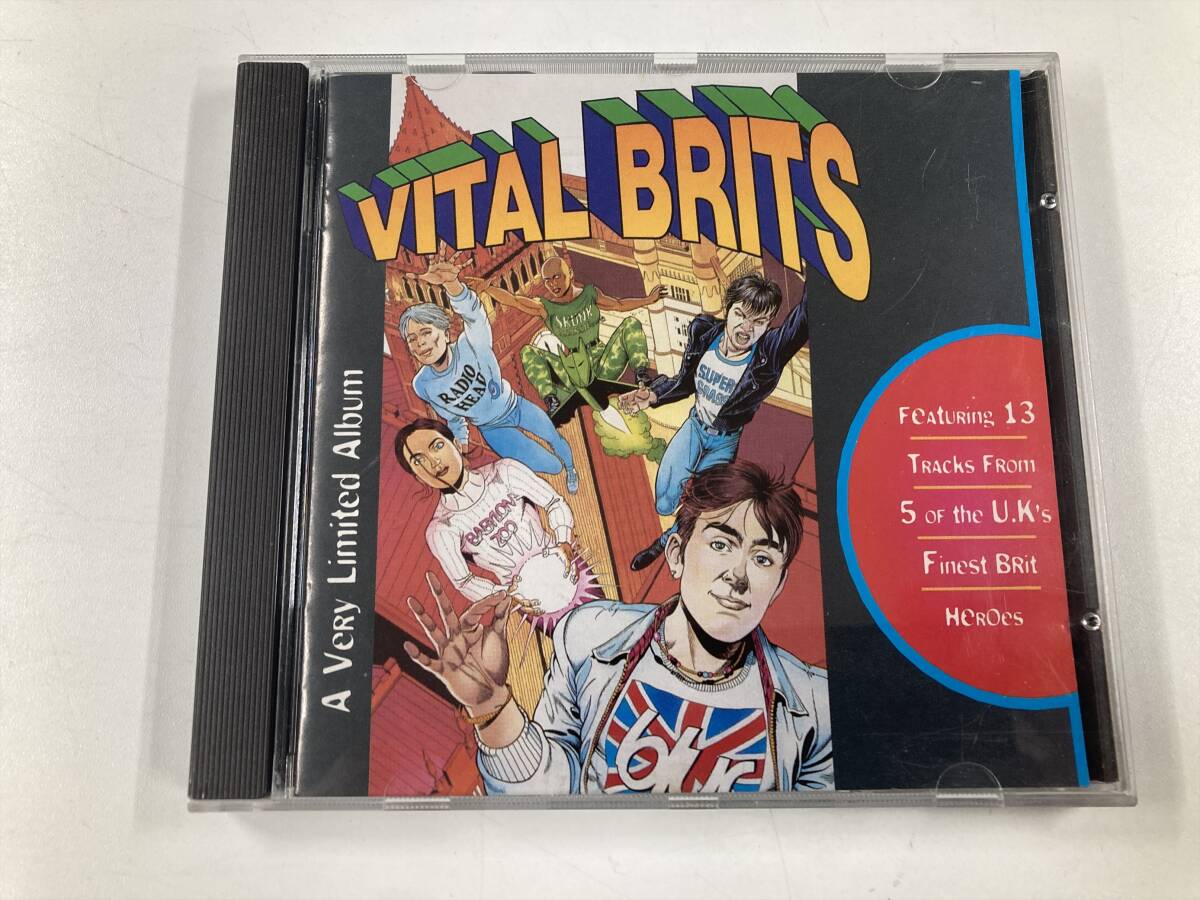 VITAL BRITS
A Very Limited Album
SKUNK
RADIO
HEAD
SUPER
GRASS
BABYLON
ZOO
Featuring 13
Tracks From
5 of the U.K's
Finest Brit
Heroes